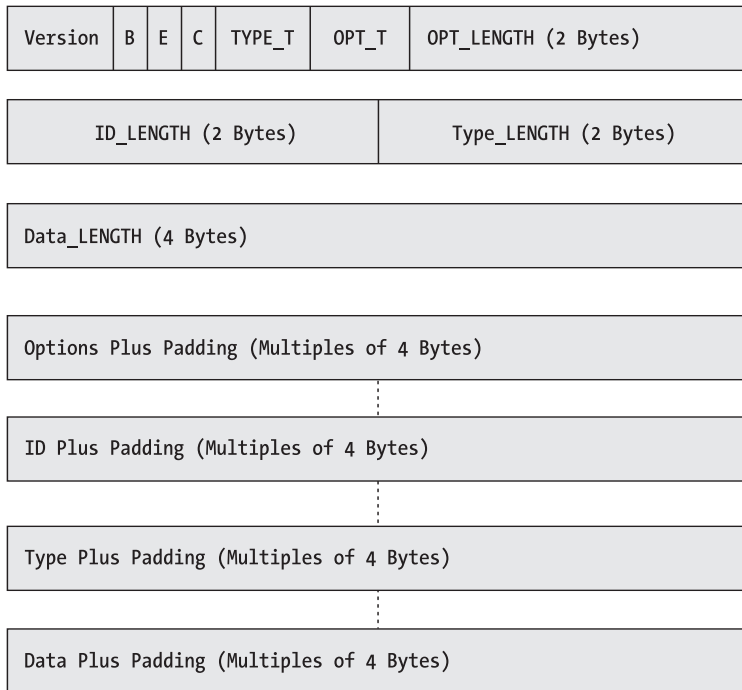 Version B E C TYPE_T OPT_T OPT_LENGTH (2 Bytes)
ID_LENGTH (2 Bytes) Type_LENGTH (2 Bytes)
Data_LENGTH (4 Bytes)
Options Plus Padding (Multiples of 4 Bytes)
ID Plus Padding (Multiples of 4 Bytes)
Type Plus Padding (Multiples of 4 Bytes)
Data Plus Padding (Multiples of 4 Bytes)